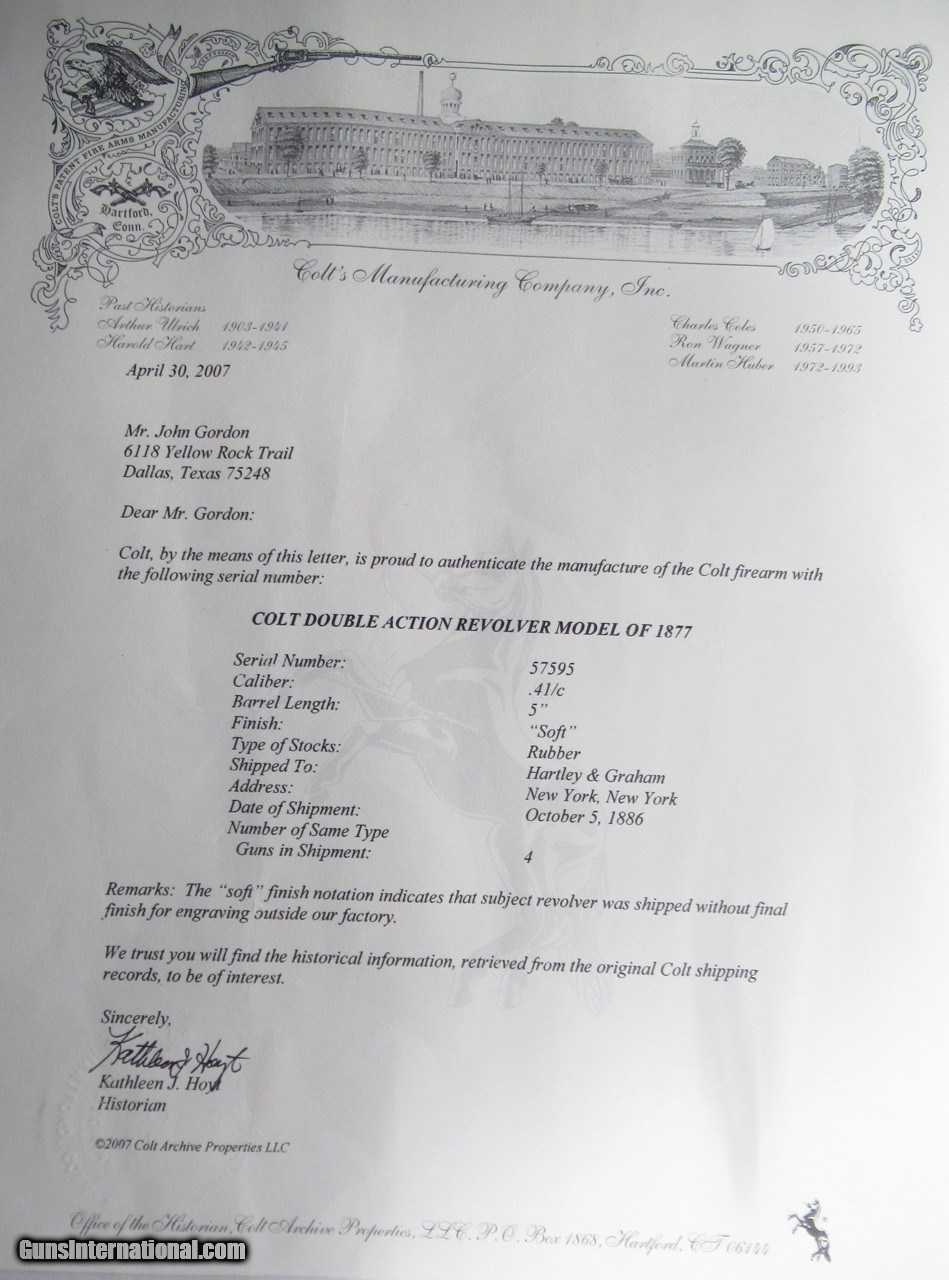 COLT'S PATENT FIRE ARMS MANUFACTURING CO
Hartford,
Conn.
Colt's Manufacturing Company, Inc.
Past Historians
Arthur Ulrich 1903-1941
Harold Hart 1942-1945
Charles Coles 1950-1965
Ron Wagner 1957-1972
Martin Huber 1972-1993
April 30, 2007
Mr. John Gordon
6118 Yellow Rock Trail
Dallas, Texas 75248
Dear Mr. Gordon:
Colt, by the means of this letter, is proud to authenticate the manufacture of the Colt firearm with
the following serial number:
COLT DOUBLE ACTION REVOLVER MODEL OF 1877
Serial Number: 57595
Caliber: .41/c
Barrel Length: 5"
Finish: "Soft"
Type of Stocks: Rubber
Shipped To: Hartley & Graham
Address: New York, New York
Date of Shipment: October 5, 1886
Number of Same Type
Guns in Shipment: 4
Remarks: The "soft" finish notation indicates that subject revolver was shipped without final
finish for engraving outside our factory.
We trust you will find the historical information, retrieved from the original Colt shipping
records, to be of interest.
Sincerely,
Kathleen J Hoyt
Kathleen J. Hoyt
Historian
©2007 Colt Archive Properties LLC
Office of the Historian, Colt Archive Properties, LLC. P.O. Box 1868, Hartford, CT 06144
GunsInternational.com